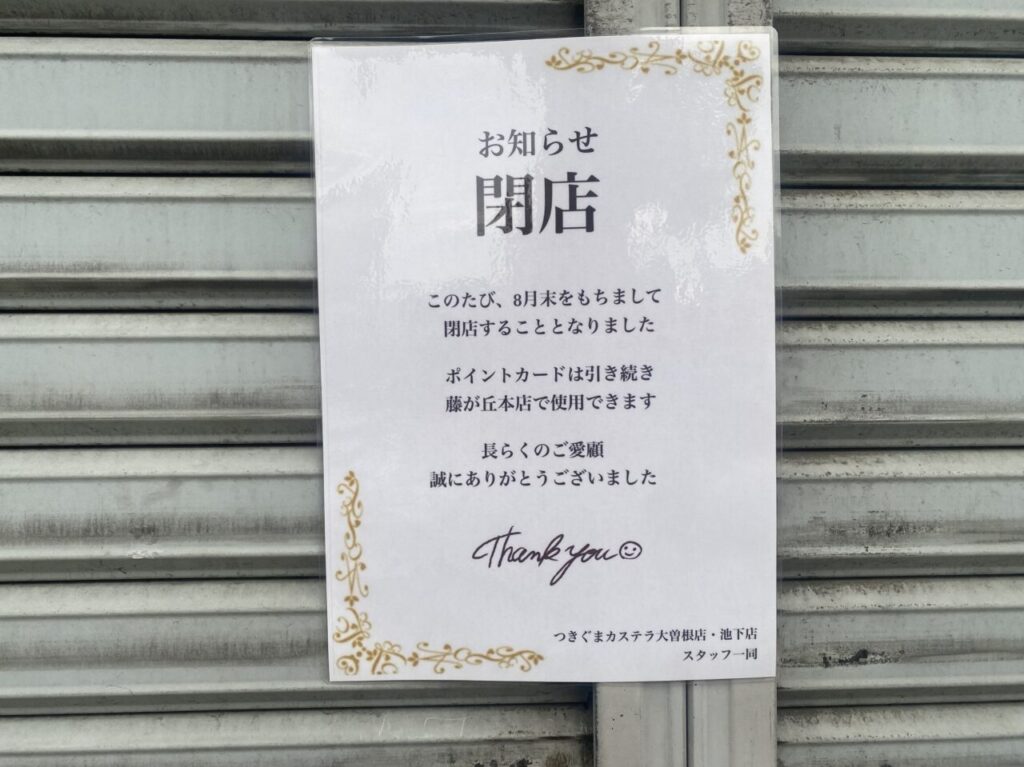 お知らせ
閉店
このたび、8月末をもちまして
閉店することとなりました
ポイントカードは引き続き
藤が丘本店で使用できます
長らくのご愛顧
誠にありがとうございました
Thank you☺
つきぐまカステラ大曽根店・池下店
スタッフ一同